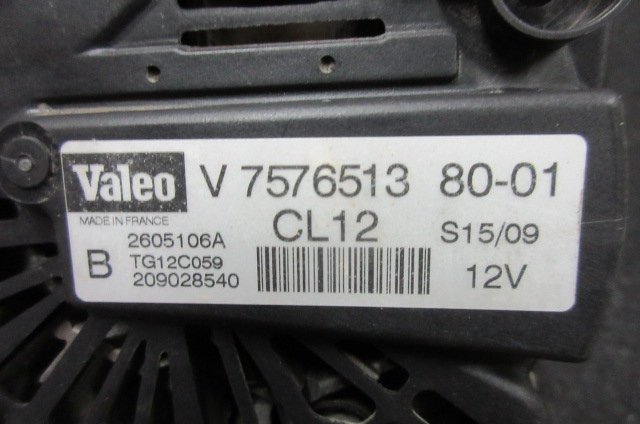 Valeo V 7576513 80-01
MADE IN FRANCE
2605106A CL12 S15/09
B TG12C059 12V
209028540